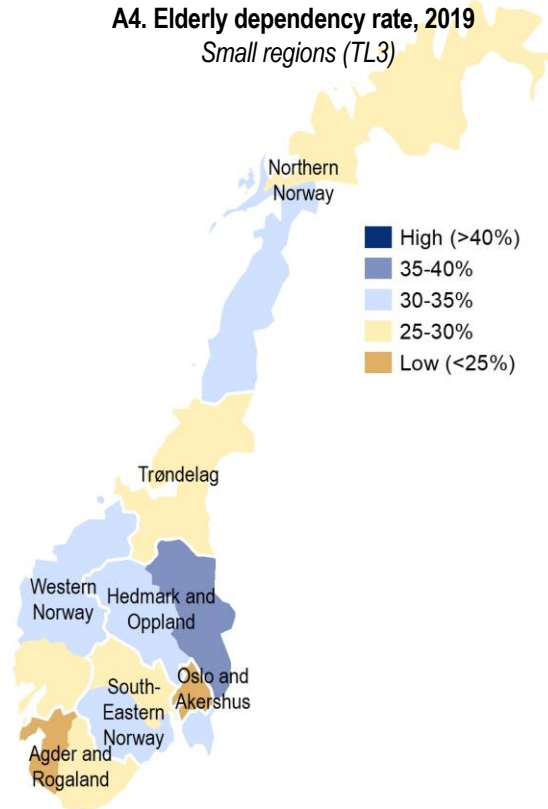 A4. Elderly dependency rate, 2019
Small regions (TL3)
Northern
Norway
High (>40%)
35-40%
30-35%
25-30%
Low (<25%)
Trøndelag
Western
Norway
Hedmark and
Oppland
Oslo and
Akershus
South-
Eastern
Norway
Agder and
Rogaland